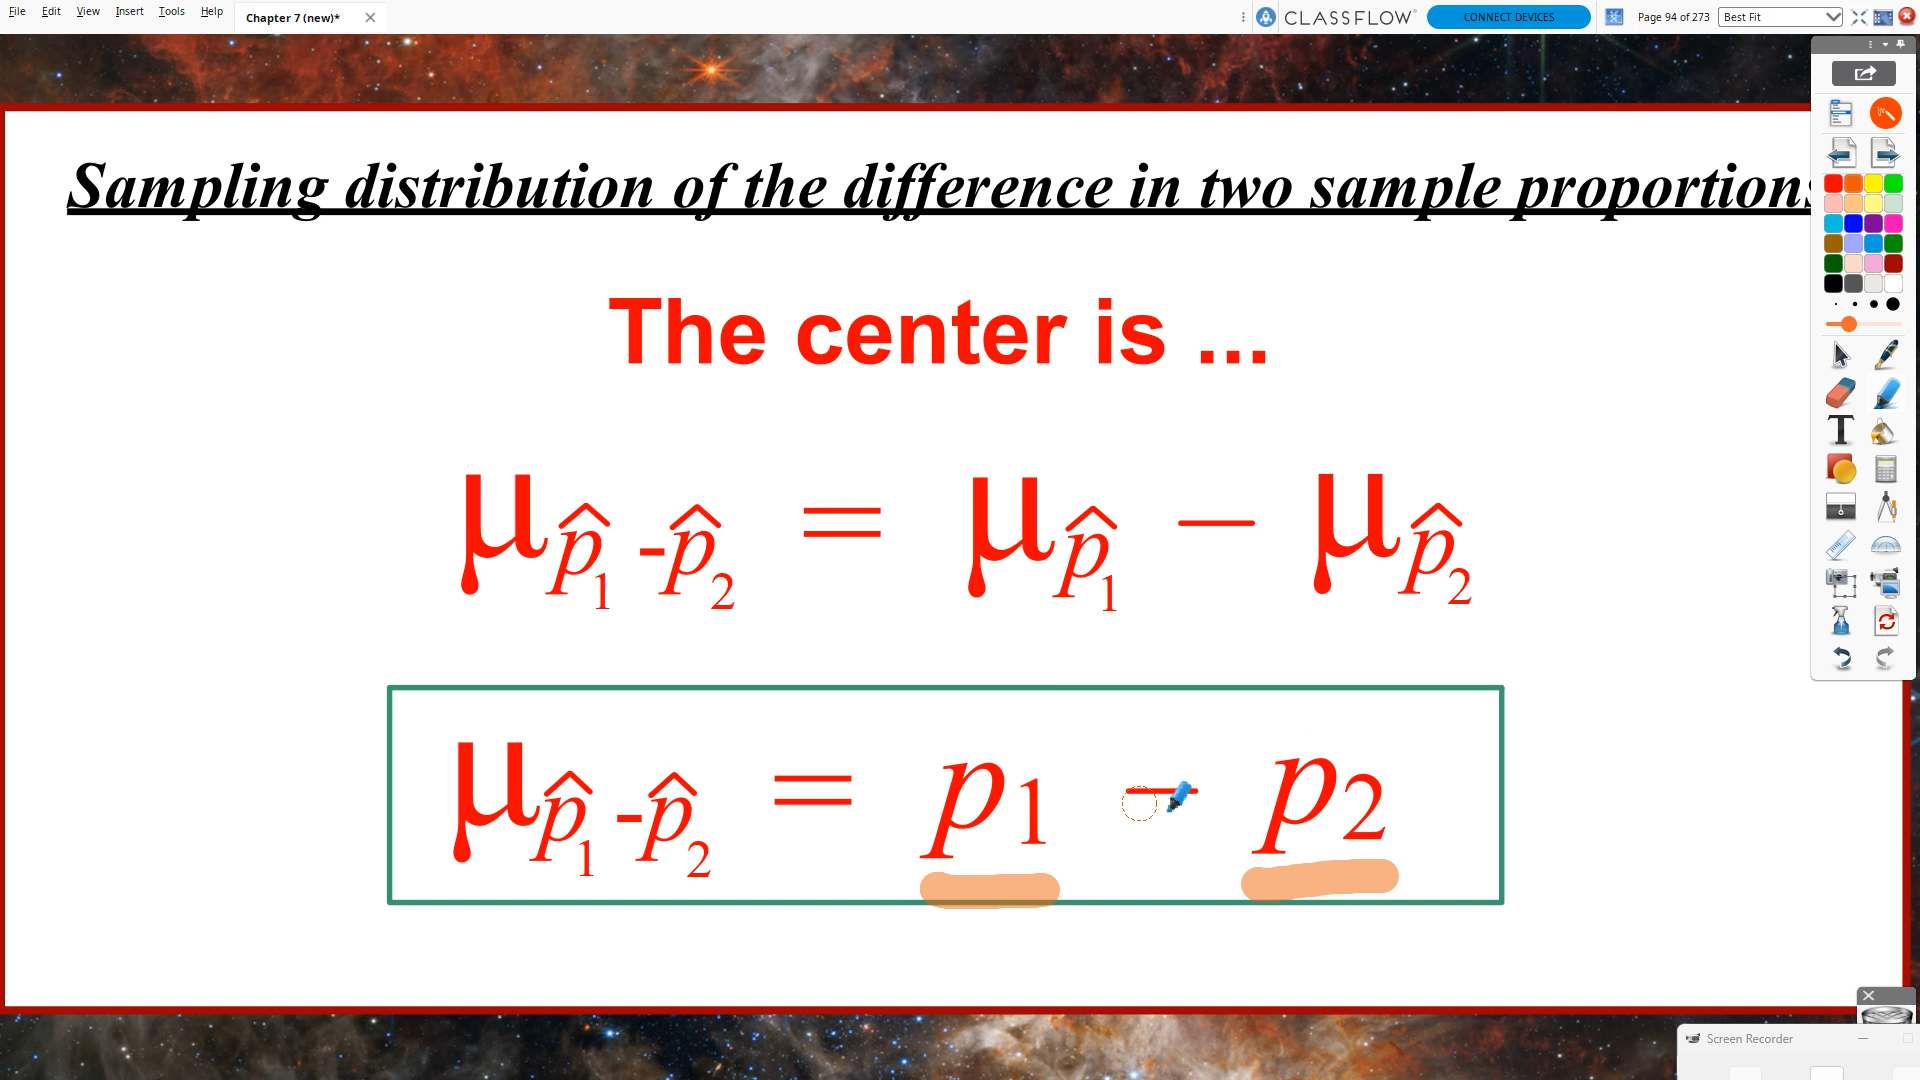 File Edit View Insert Tools Help Chapter 7 (new)* CLASSFLOW CONNECT DEVICES Page 94 of 273 Best Fit
Sampling distribution of the difference in two sample proportions
The center is ...
μp̂1 -p̂2 = μp̂1 − μp̂2
μp̂1 -p̂2 = p1 − p2
Screen Recorder